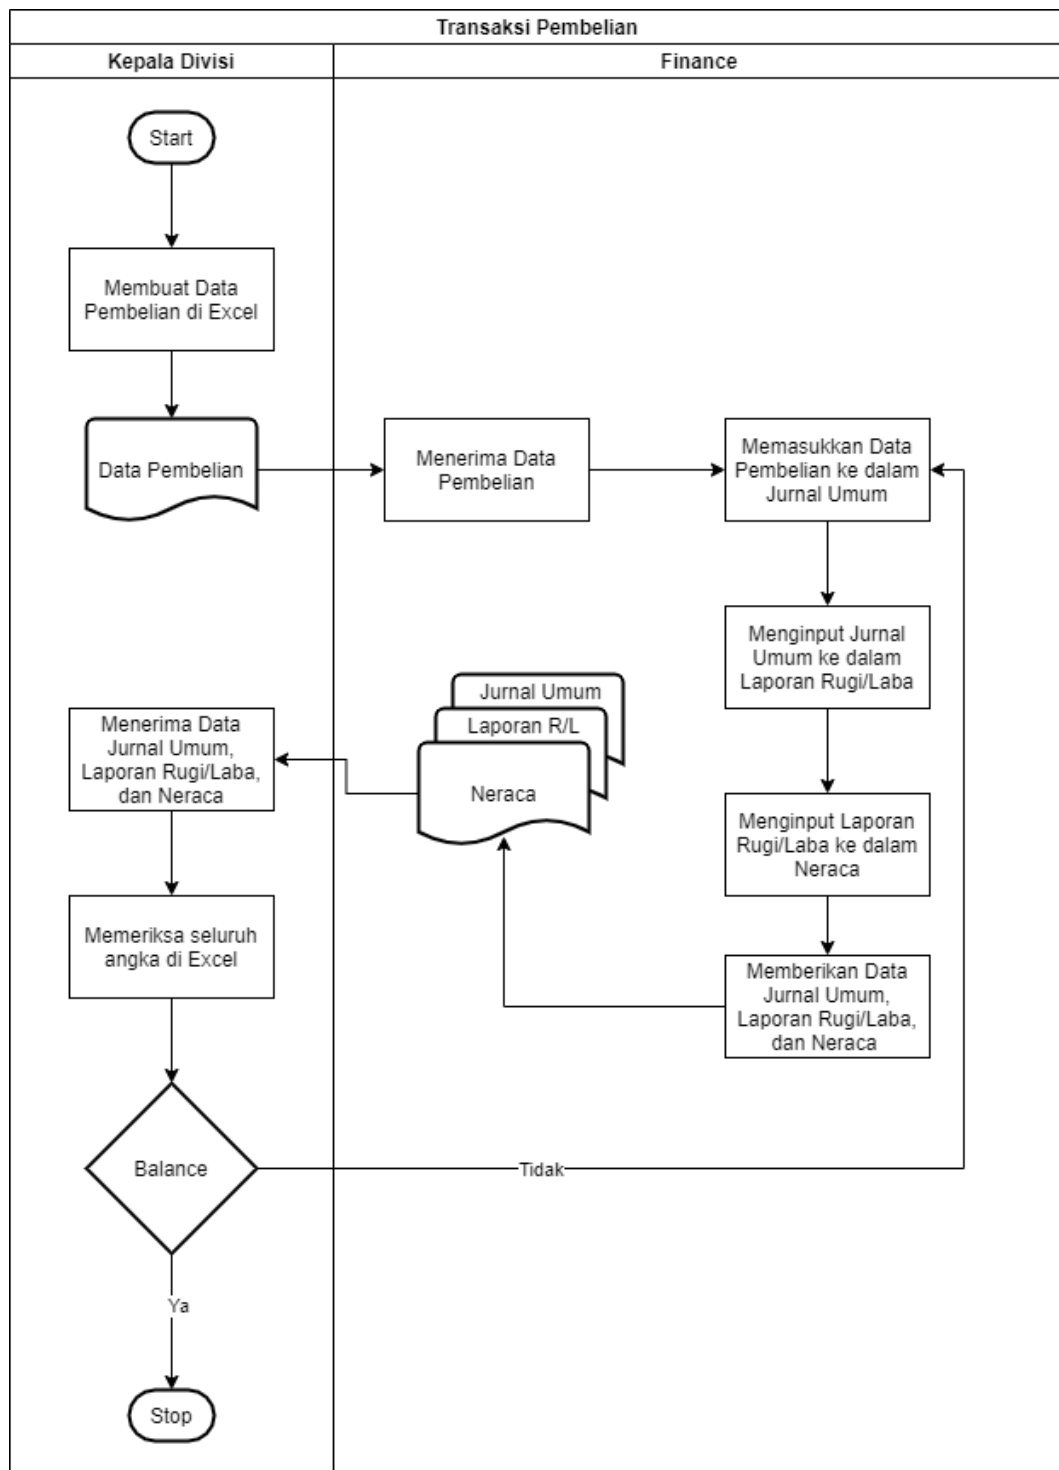 Transaksi Pembelian
Kepala Divisi
Finance
Start
Membuat Data
Pembelian di Excel
Data Pembelian
Menerima Data
Pembelian
Memasukkan Data
Pembelian ke dalam
Jurnal Umum
Menginput Jurnal
Umum ke dalam
Laporan Rugi/Laba
Menginput Laporan
Rugi/Laba ke dalam
Neraca
Memberikan Data
Jurnal Umum,
Laporan Rugi/Laba,
dan Neraca
Jurnal Umum
Laporan R/L
Neraca
Menerima Data
Jurnal Umum,
Laporan Rugi/Laba,
dan Neraca
Memeriksa seluruh
angka di Excel
Balance
Tidak
Ya
Stop